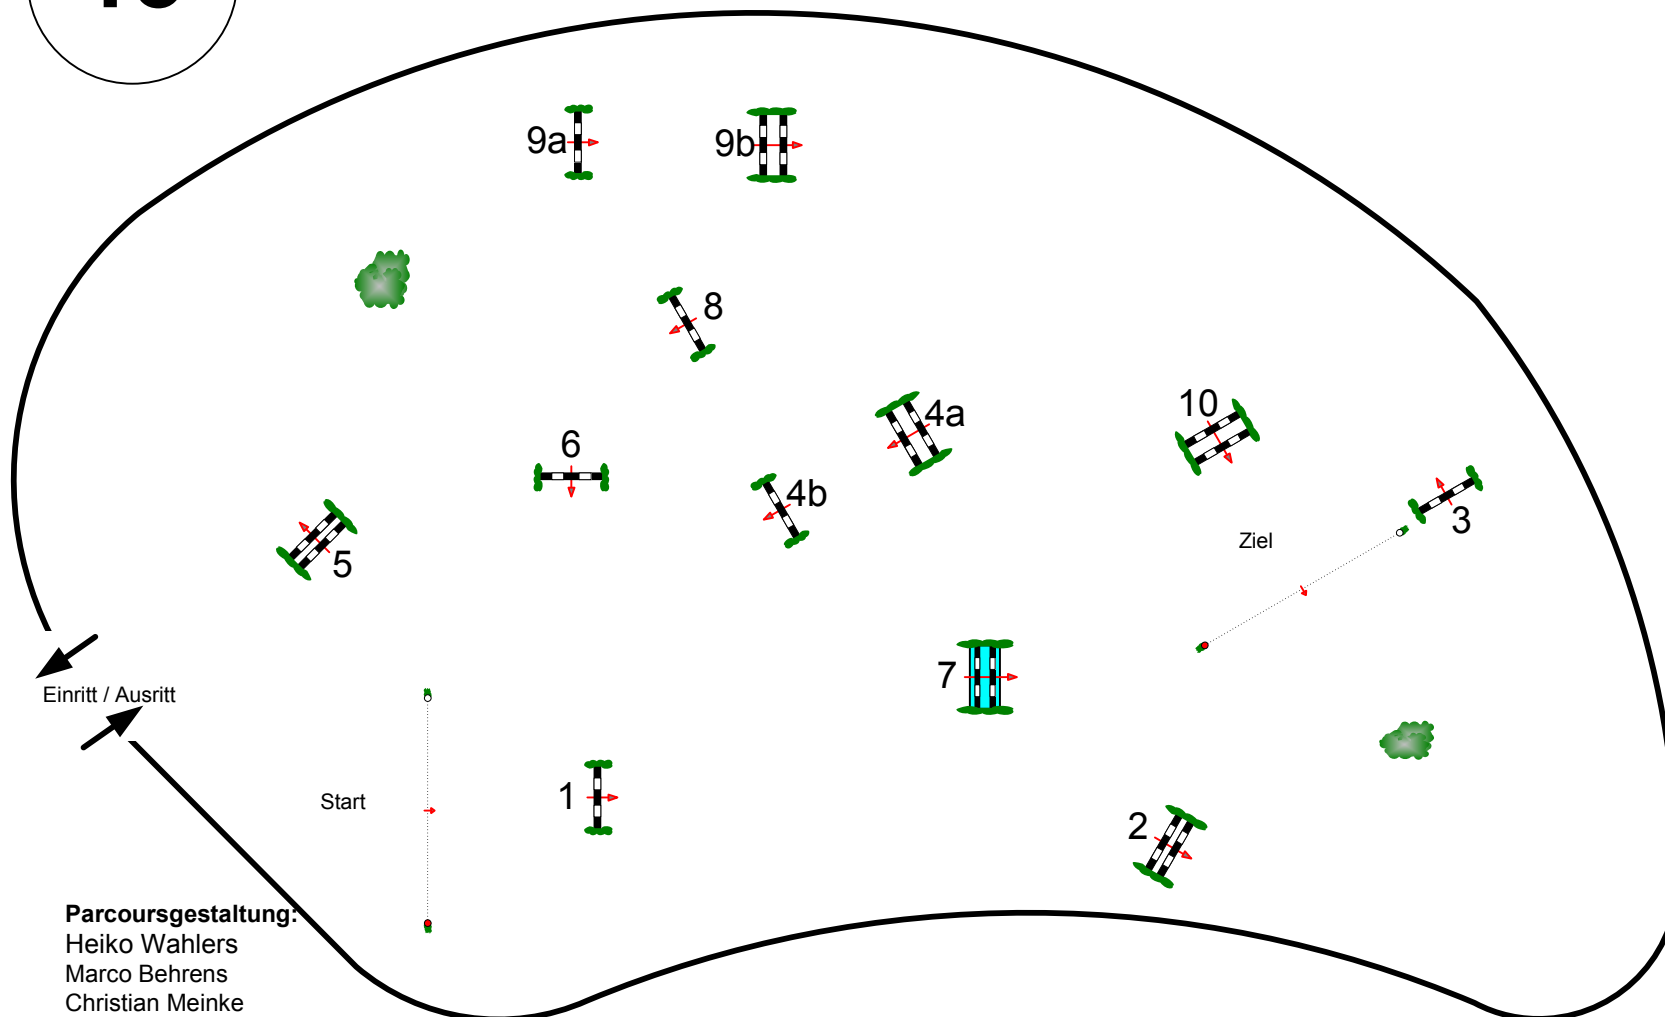 9a
9b
8
10
4a
6
4b
3
Ziel
5
7
Einritt / Ausritt
Start
1
2
Parcoursgestaltung:
Heiko Wahlers
Marco Behrens
Christian Meinke